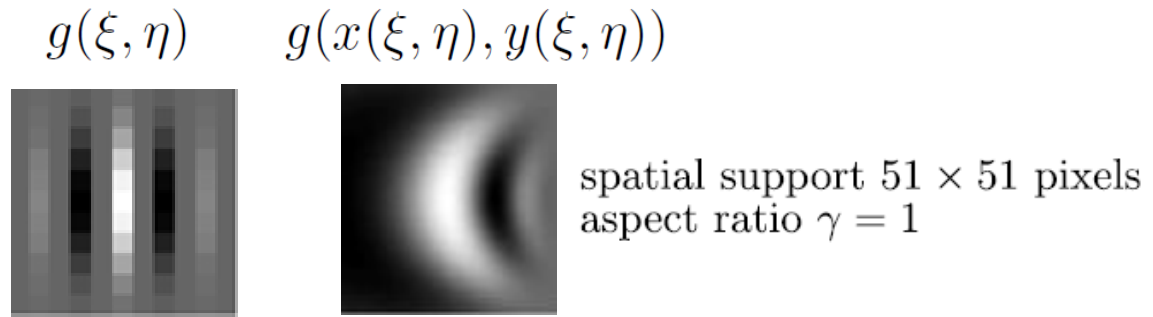 g(ξ, η)
g(x(ξ, η), y(ξ, η))
spatial support 51 × 51 pixels
aspect ratio γ = 1